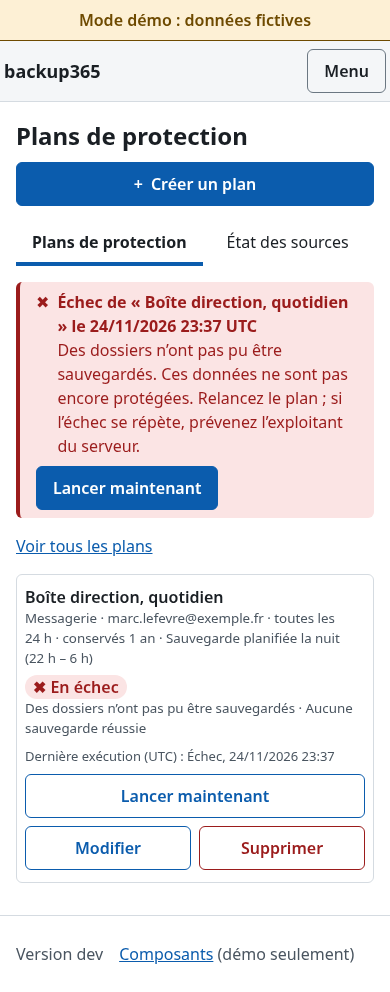 Mode démo : données fictives
backup365
Menu
Plans de protection
+ Créer un plan
Plans de protection
État des sources
✖ Échec de « Boîte direction, quotidien
» le 24/11/2026 23:37 UTC
Des dossiers n’ont pas pu être
sauvegardés. Ces données ne sont pas
encore protégées. Relancez le plan ; si
l’échec se répète, prévenez l’exploitant
du serveur.
Lancer maintenant
Voir tous les plans
Boîte direction, quotidien
Messagerie · marc.lefevre@exemple.fr · toutes les
24 h · conservés 1 an · Sauvegarde planifiée la nuit
(22 h – 6 h)
✖ En échec
Des dossiers n’ont pas pu être sauvegardés · Aucune
sauvegarde réussie
Dernière exécution (UTC) : Échec, 24/11/2026 23:37
Lancer maintenant
Modifier
Supprimer
Version dev
Composants (démo seulement)